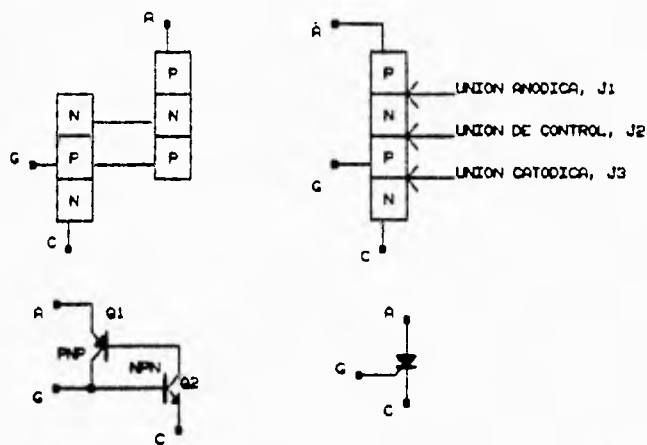 A
P
N
P
N
P
N
G
C
A
P
N
P
N
G
C
UNION ANODICA, J1
UNION DE CONTROL, J2
UNION CATODICA, J3
A
Q1
PNP
NPN
G
Q2
C
A
G
C